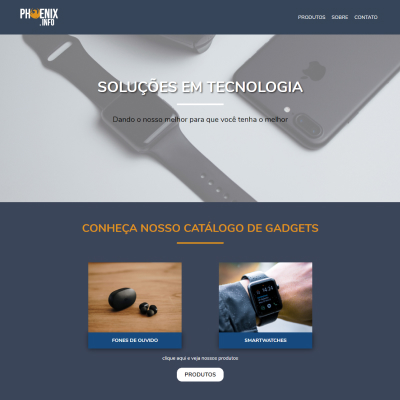 PHOENIX
.INFO
PRODUTOS SOBRE CONTATO
SOLUÇÕES EM TECNOLOGIA
Dando o nosso melhor para que você tenha o melhor
CONHEÇA NOSSO CATÁLOGO DE GADGETS
FONES DE OUVIDO SMARTWATCHES
clique aqui e veja nossos produtos
PRODUTOS